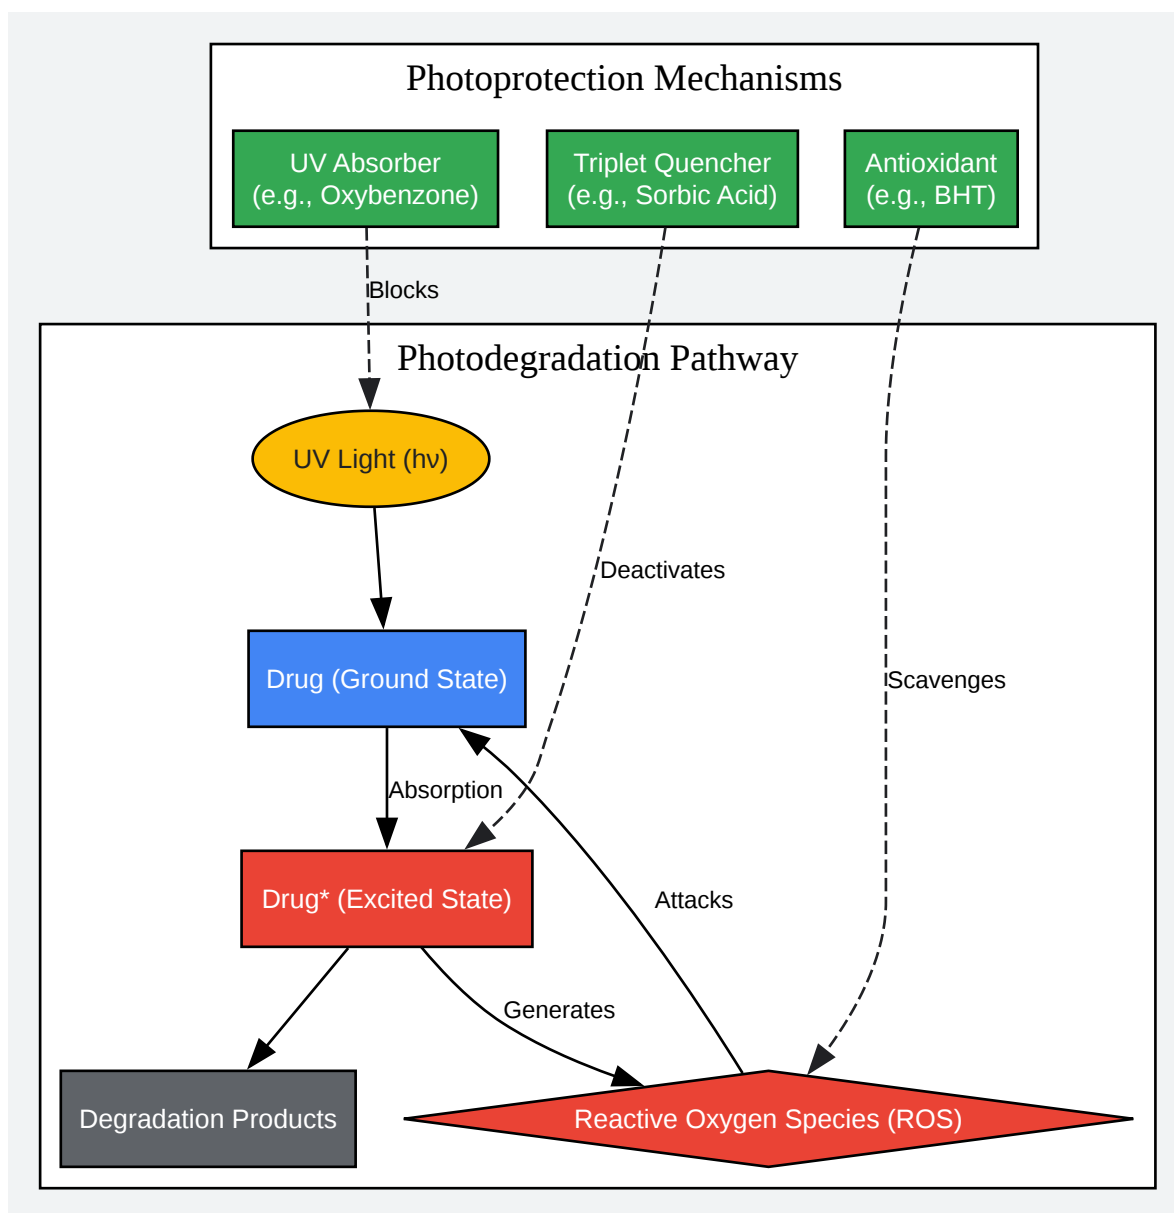 Photoprotection Mechanisms
UV Absorber
(e.g., Oxybenzone)
Triplet Quencher
(e.g., Sorbic Acid)
Antioxidant
(e.g., BHT)
Blocks
Photodegradation Pathway
UV Light (hν)
Deactivates
Drug (Ground State)
Scavenges
Absorption
Drug* (Excited State)
Attacks
Generates
Degradation Products
Reactive Oxygen Species (ROS)